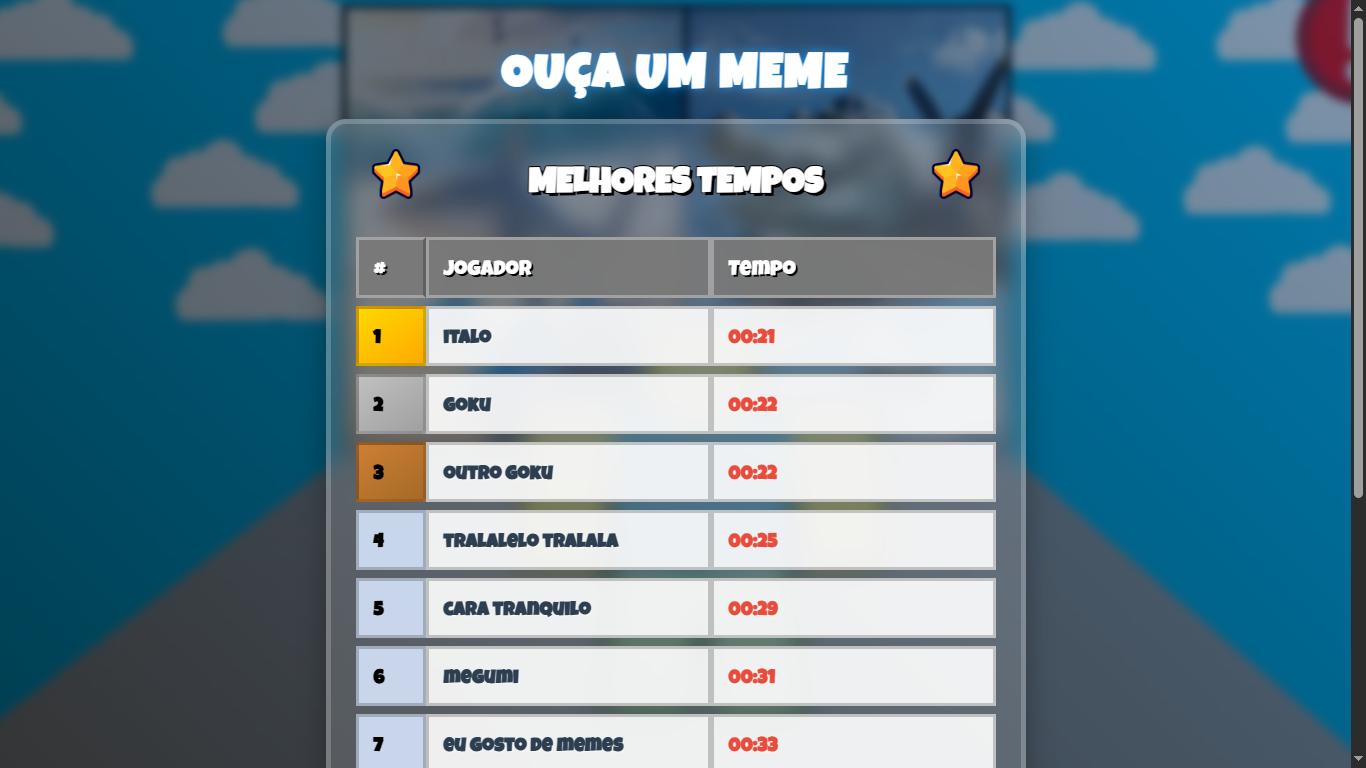 OUÇA UM MEME
MELHORES TEMPOS
# JOGADOR Tempo
1 Italo 00:21
2 Goku 00:22
3 outro goku 00:22
4 Tralalelo Tralala 00:25
5 Cara Tranquilo 00:29
6 megumi 00:31
7 eu gosto de memes 00:33